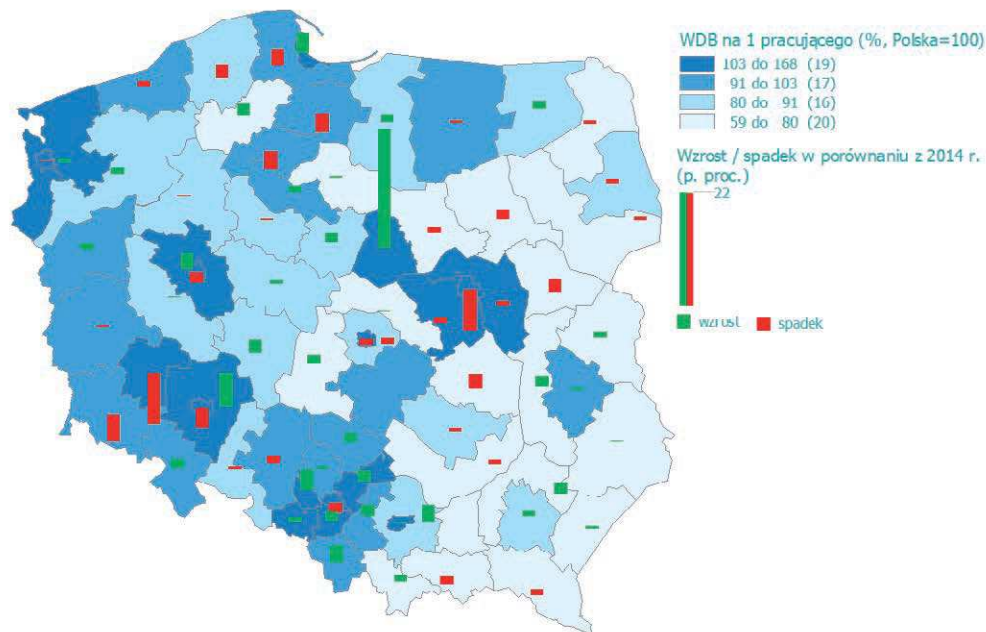 WDB na 1 pracującego (%, Polska=100)
103 do 168 (19)
91 do 103 (17)
80 do 91 (16)
59 do 80 (20)
Wzrost / spadek w porównaniu z 2014 r.
(p. proc.)
22
wzrost spadek